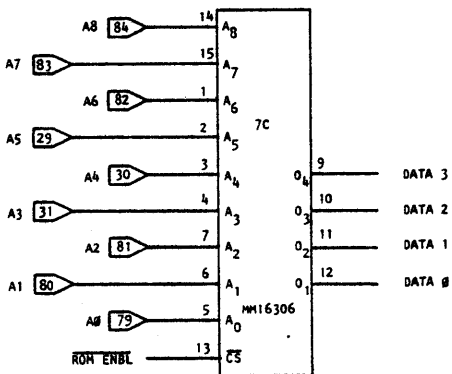 A8 84 14 A8
A7 83 15 A7
A6 82 1 A6
7C
A5 29 2 A5
A4 30 3 A4 O4 9 DATA 3
A3 31 4 A3 O3 10 DATA 2
A2 81 7 A2 O2 11 DATA 1
A1 80 6 A1 O1 12 DATA Ø
MMI6306
AØ 79 5 A0
ROM ENBL 13 CS